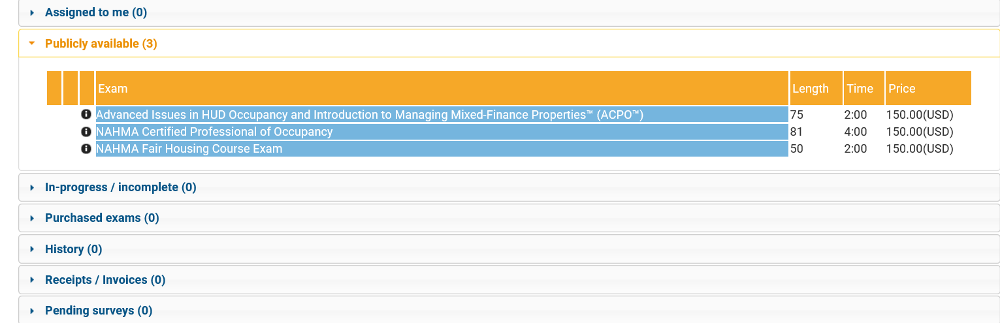 Assigned to me (0)
Publicly available (3)
Exam Length Time Price
Advanced Issues in HUD Occupancy and Introduction to Managing Mixed-Finance Properties™ (ACPO™) 75 2:00 150.00(USD)
NAHMA Certified Professional of Occupancy 81 4:00 150.00(USD)
NAHMA Fair Housing Course Exam 50 2:00 150.00(USD)
In-progress / incomplete (0)
Purchased exams (0)
History (0)
Receipts / Invoices (0)
Pending surveys (0)